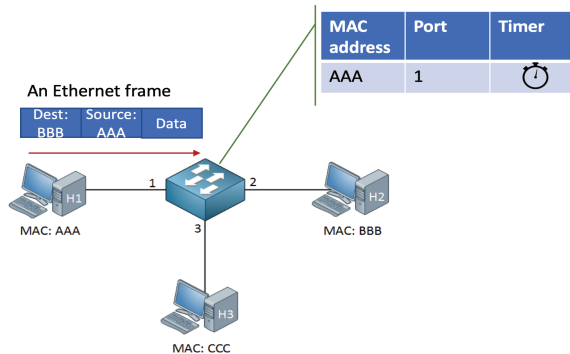 MAC address
Port
Timer
AAA
1
An Ethernet frame
Dest: BBB
Source: AAA
Data
H1
1
2
H2
3
MAC: AAA
MAC: BBB
H3
MAC: CCC